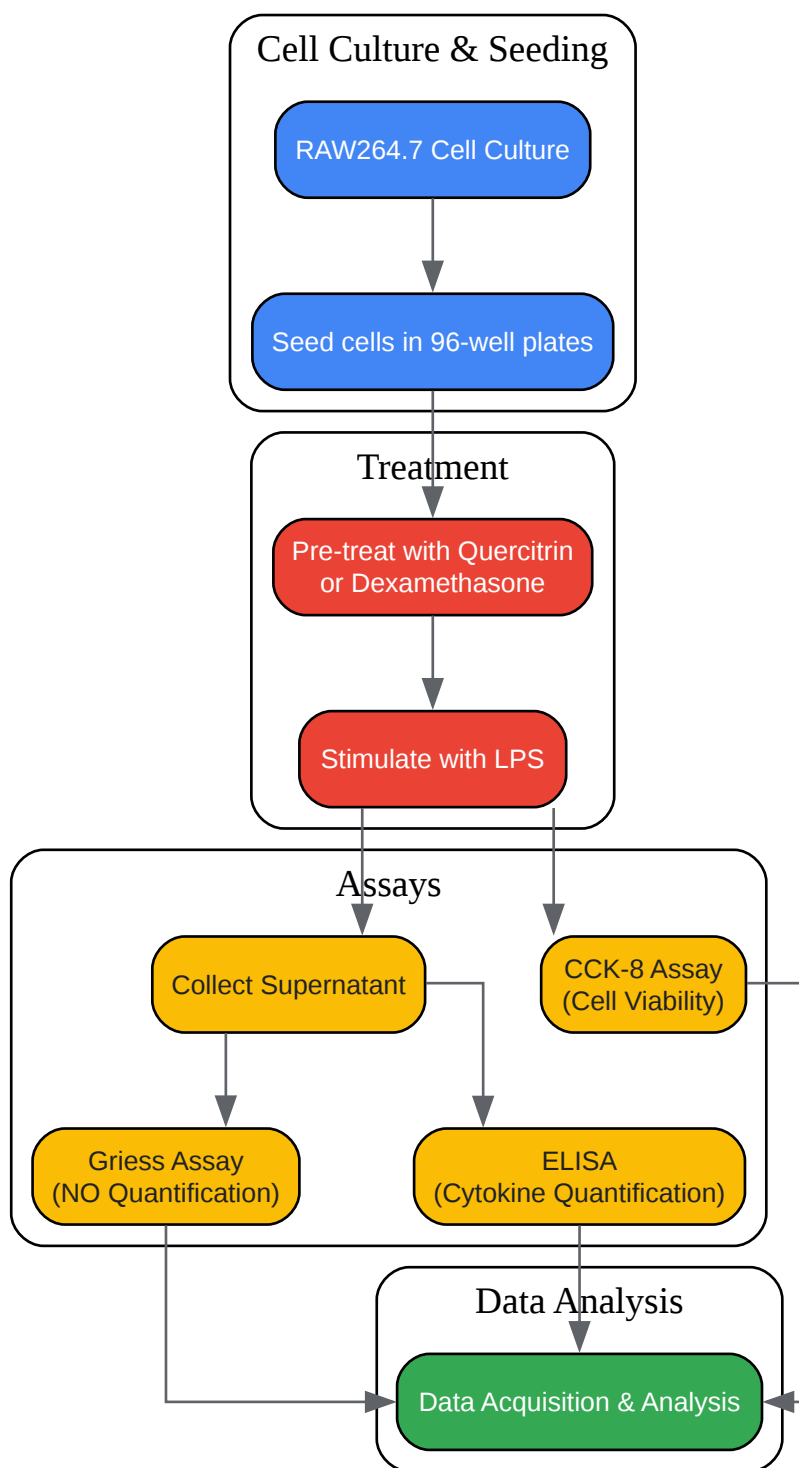 Cell Culture & Seeding
RAW264.7 Cell Culture
Seed cells in 96-well plates
Treatment
Pre-treat with Quercitrin
or Dexamethasone
Stimulate with LPS
Assays
Collect Supernatant
CCK-8 Assay
(Cell Viability)
Griess Assay
(NO Quantification)
ELISA
(Cytokine Quantification)
Data Analysis
Data Acquisition & Analysis